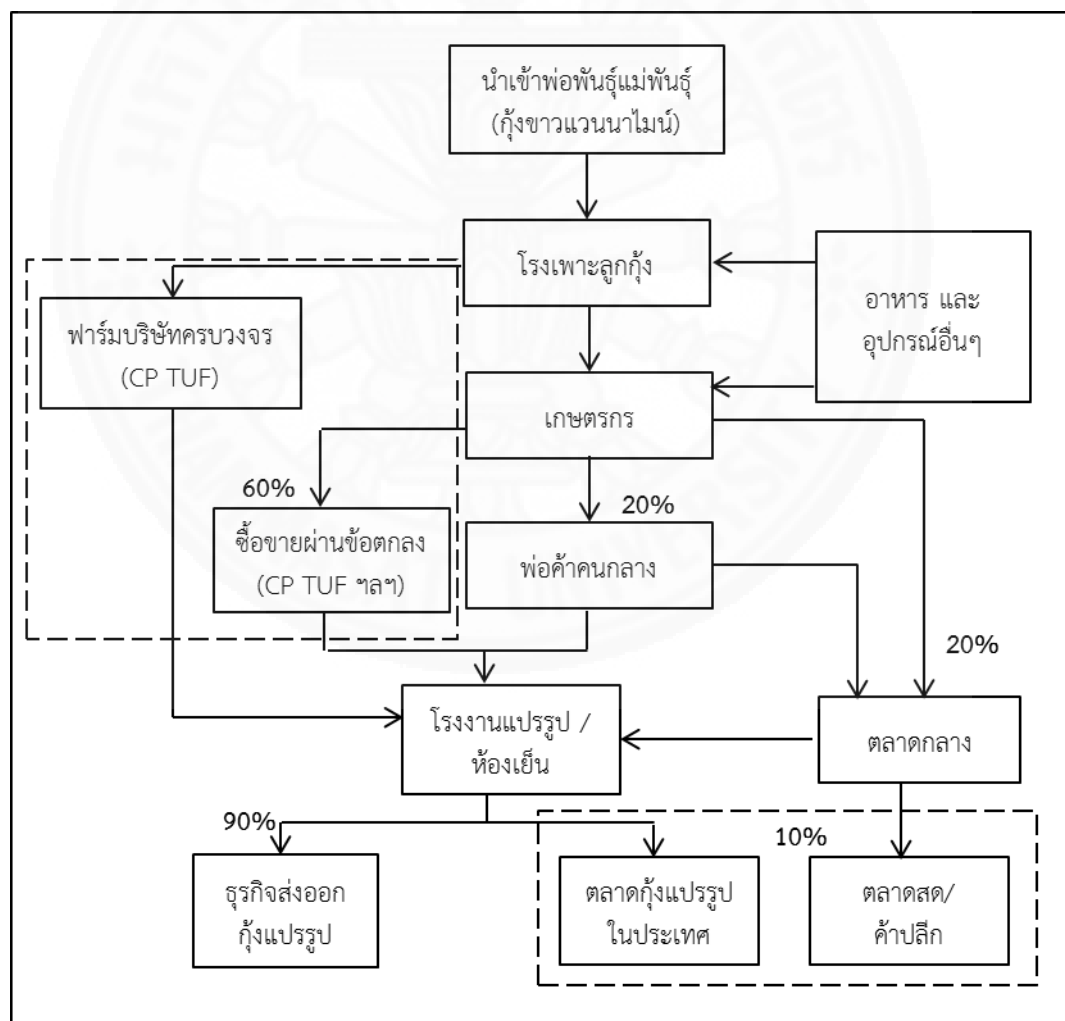 นำเข้าพ่อพันธุ์แม่พันธุ์
(กุ้งขาวแวนนาไมน์)
โรงเพาะลูกกุ้ง
อาหาร และ
อุปกรณ์อื่นๆ
ฟาร์มบริษัทครบวงจร
(CP TUF)
เกษตรกร
60%
20%
ซื้อขายผ่านข้อตกลง
(CP TUF ฯลฯ)
พ่อค้าคนกลาง
20%
โรงงานแปรรูป /
ห้องเย็น
ตลาดกลาง
90%
10%
ธุรกิจส่งออก
กุ้งแปรรูป
ตลาดกุ้งแปรรูป
ในประเทศ
ตลาดสด/
ค้าปลีก